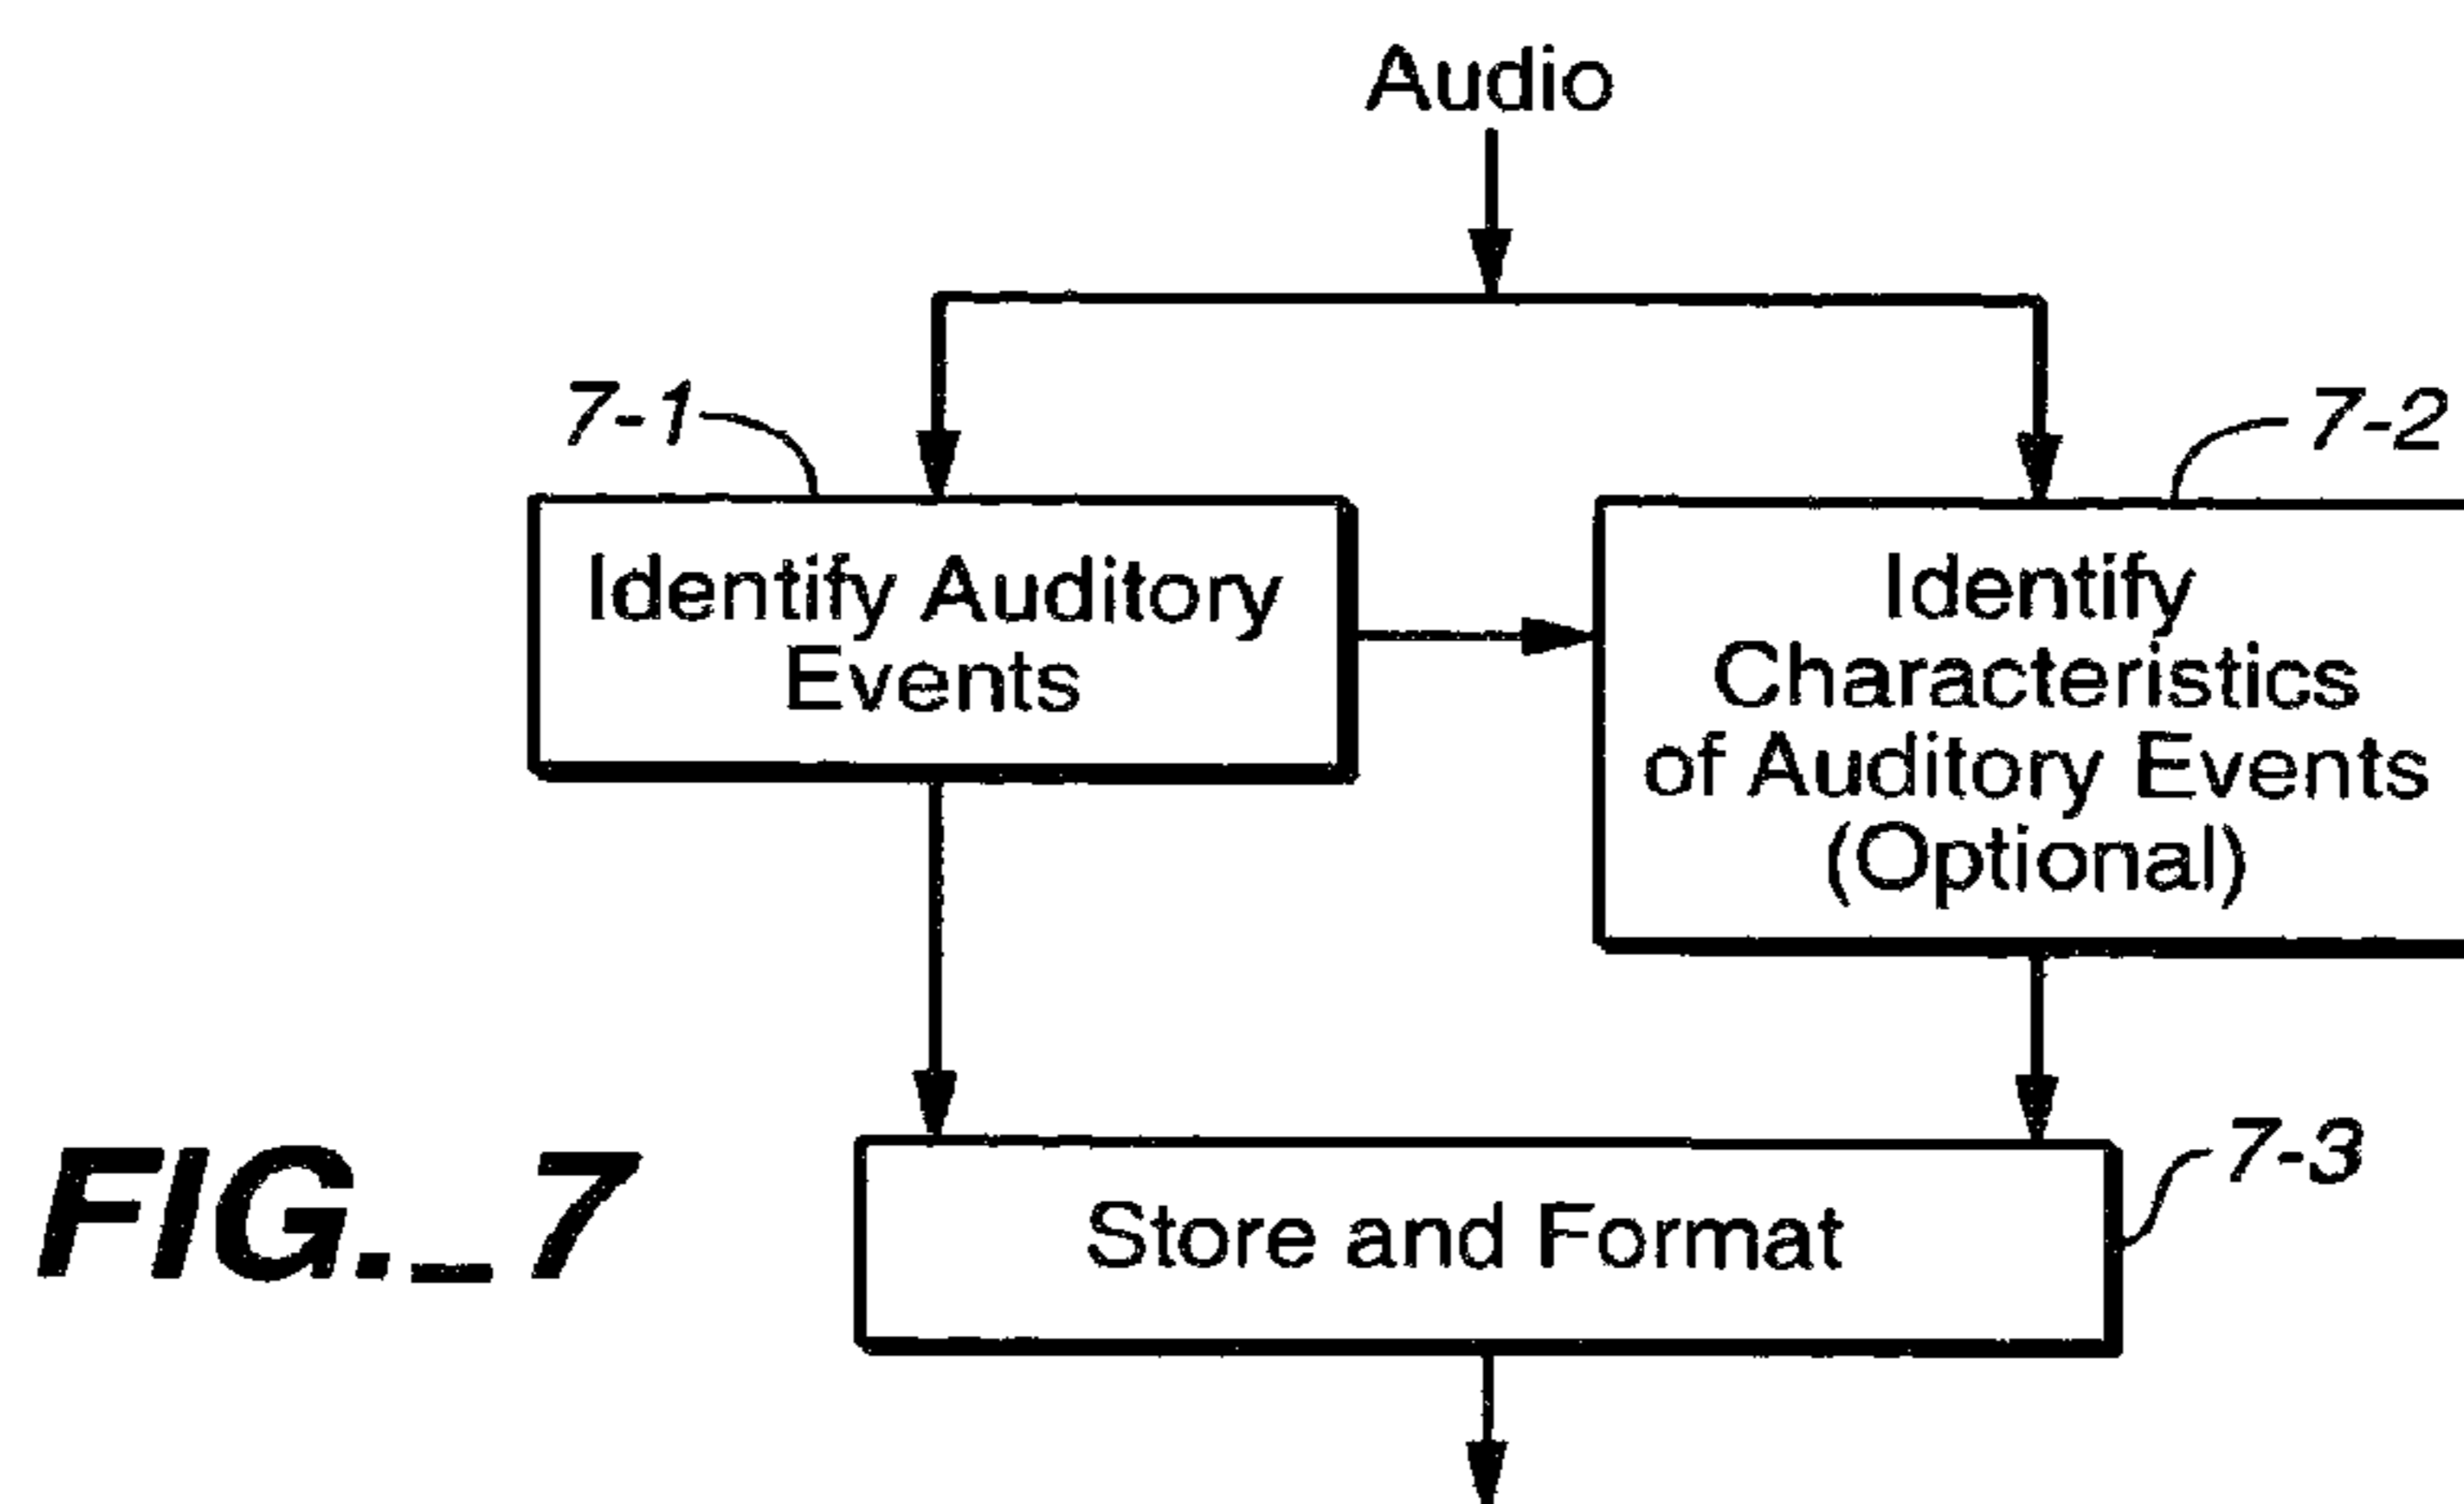 Audio
7-1
7-2
Identify Auditory
Events
Identify
Characteristics
of Auditory Events
(Optional)
FIG._7
7-3
Store and Format